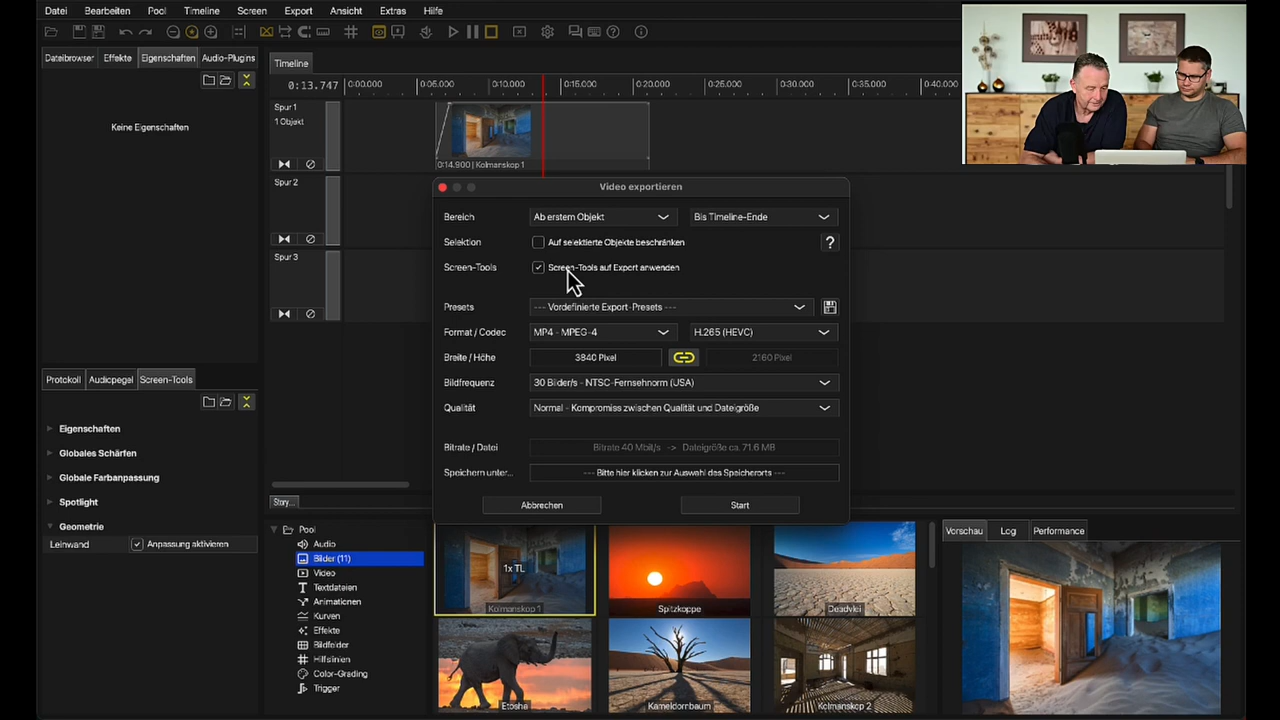 Datei Bearbeiten Pool Timeline Screen Export Ansicht Extras Hilfe
Dateibrowser Effekte Eigenschaften Audio-Plugins
Keine Eigenschaften
Timeline
0:13.747 0:00.000 0:05.000 0:10.000 0:15.000 0:20.000 0:25.000 0:30.000 0:35.000 0:40.000
Spur 1
1 Objekt
0:14.900 | Kolmanskop 1
Spur 2
Spur 3
Video exportieren
Bereich Ab erstem Objekt Bis Timeline-Ende
Selektion Auf selektierte Objekte beschränken ?
Screen-Tools Screen-Tools auf Export anwenden
Presets --- Vordefinierte Export-Presets ---
Format / Codec MP4 - MPEG-4 H.265 (HEVC)
Breite / Höhe 3840 Pixel 2160 Pixel
Bildfrequenz 30 Bilder/s - NTSC-Fernsehnorm (USA)
Qualität Normal - Kompromiss zwischen Qualität und Dateigröße
Bitrate / Datei Bitrate 40 Mbit/s -> Dateigröße ca. 71.6 MB
Speichern unter... --- Bitte hier klicken zur Auswahl des Speicherorts ---
Abbrechen Start
Protokoll Audiopegel Screen-Tools
Eigenschaften
Globales Schärfen
Globale Farbanpassung
Spotlight
Geometrie
Leinwand Anpassung aktivieren
Story...
Pool
Audio
Bilder (11)
Video
Textdateien
Animationen
Kurven
Effekte
Bildfelder
Hilfslinien
Color-Grading
Trigger
1x TL
Kolmanskop 1 Spitzkoppe Deadvlei
Etosha Kameldornbaum Kolmanskop 2
Vorschau Log Performance